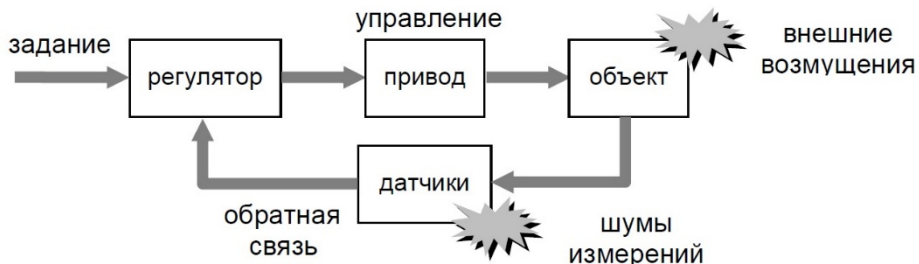 управление
задание
внешние
возмущения
регулятор
привод
объект
датчики
обратная
связь
шумы
измерений